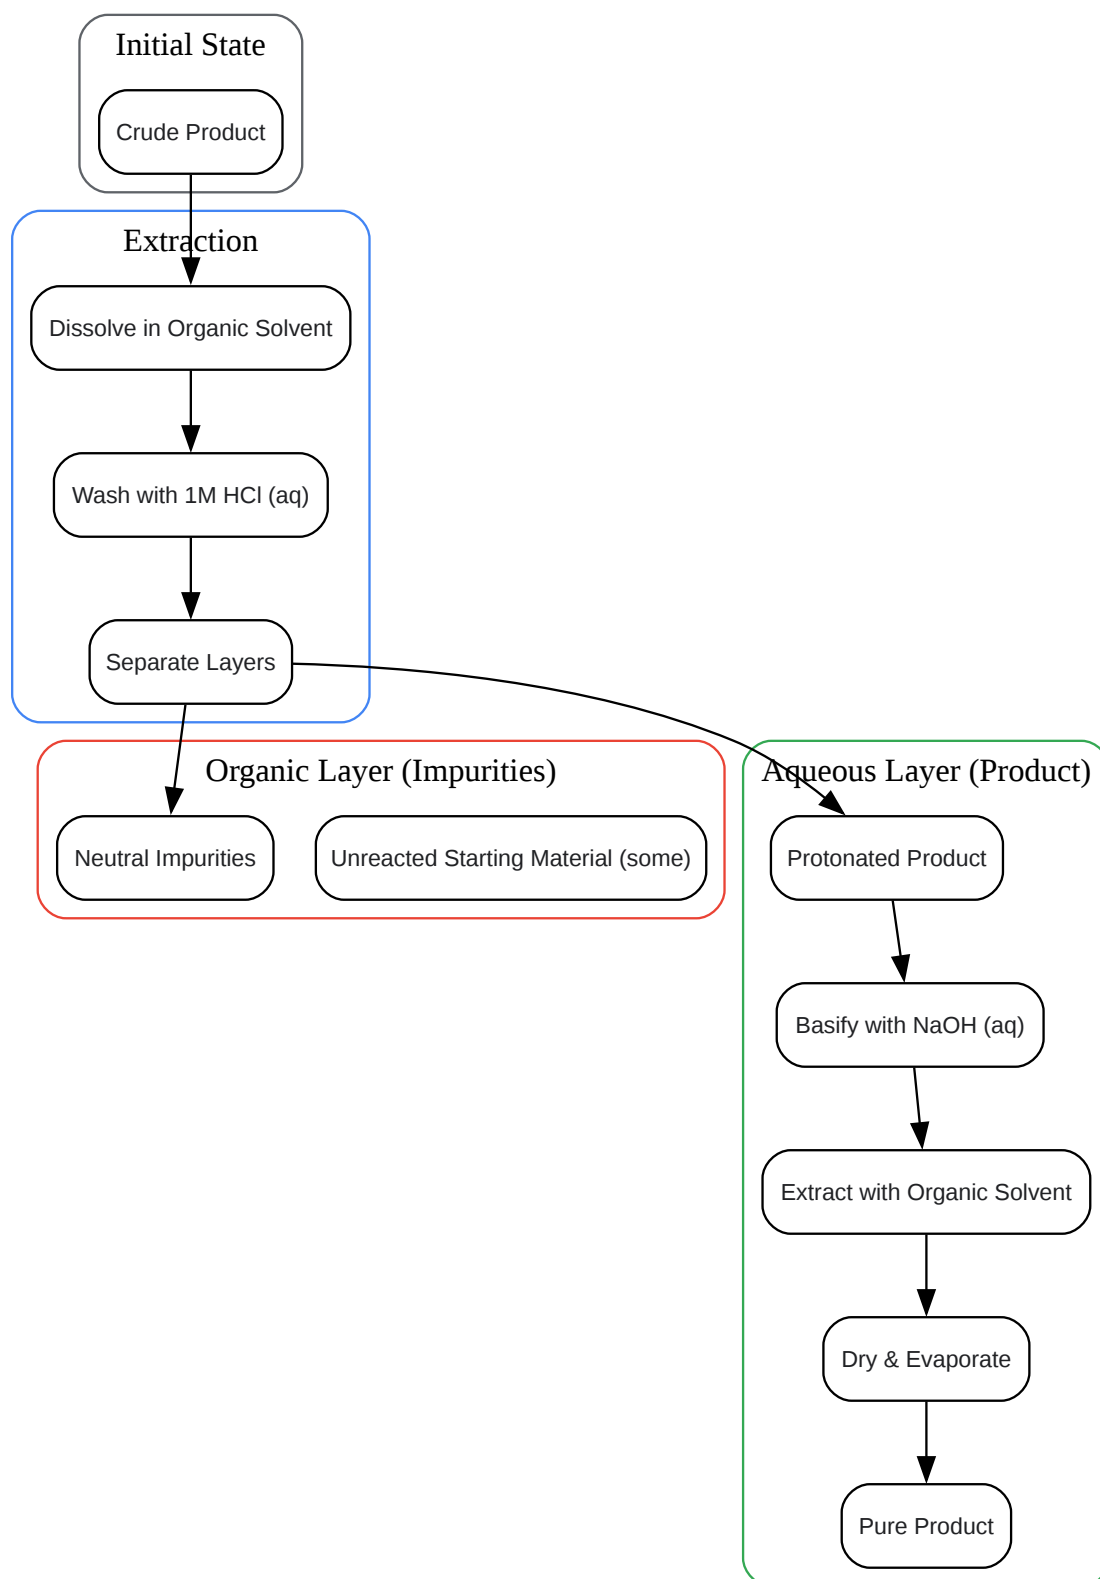 Initial State
Crude Product
Extraction
Dissolve in Organic Solvent
Wash with 1M HCl (aq)
Separate Layers
Organic Layer (Impurities)
Neutral Impurities
Unreacted Starting Material (some)
Aqueous Layer (Product)
Protonated Product
Basify with NaOH (aq)
Extract with Organic Solvent
Dry & Evaporate
Pure Product